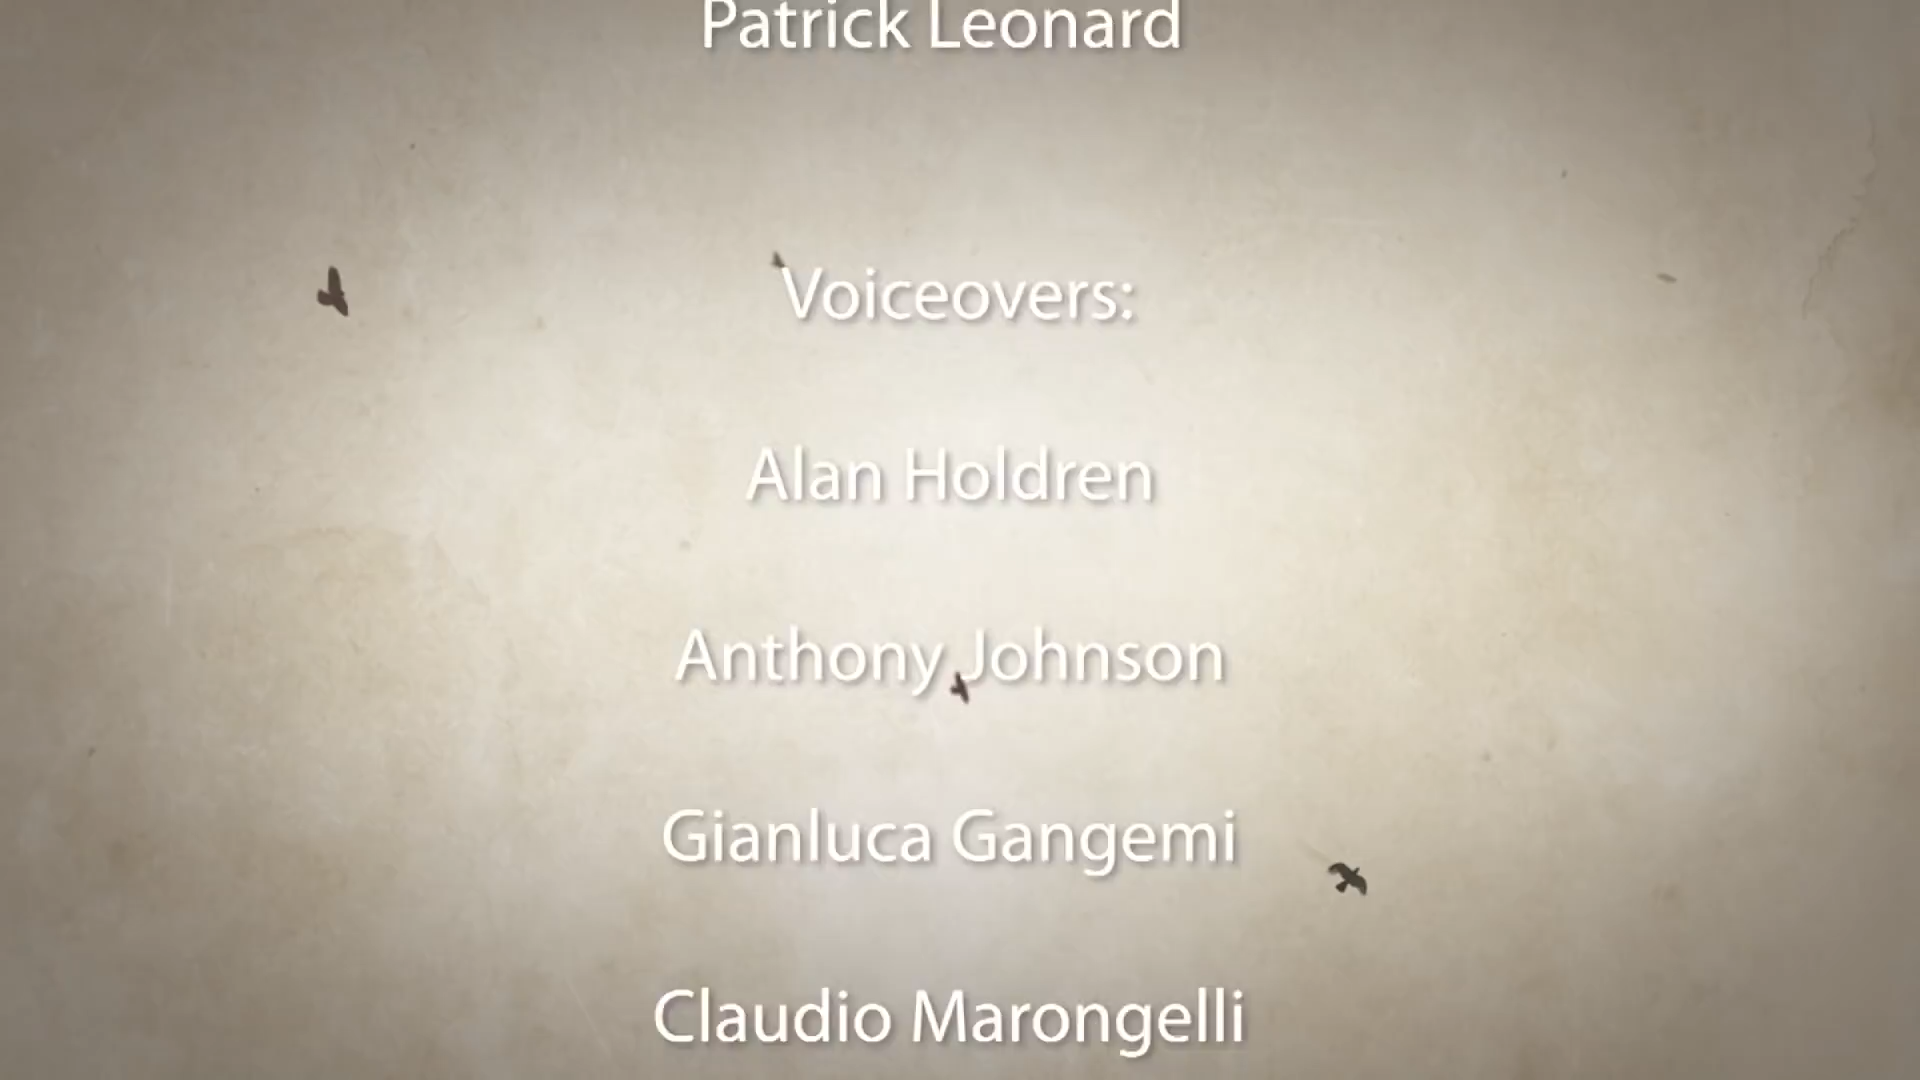 Patrick Leonard
Voiceovers:
Alan Holdren
Anthony Johnson
Gianluca Gangemi
Claudio Marongelli